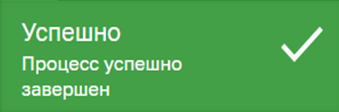 Успешно
Процесс успешно
завершен